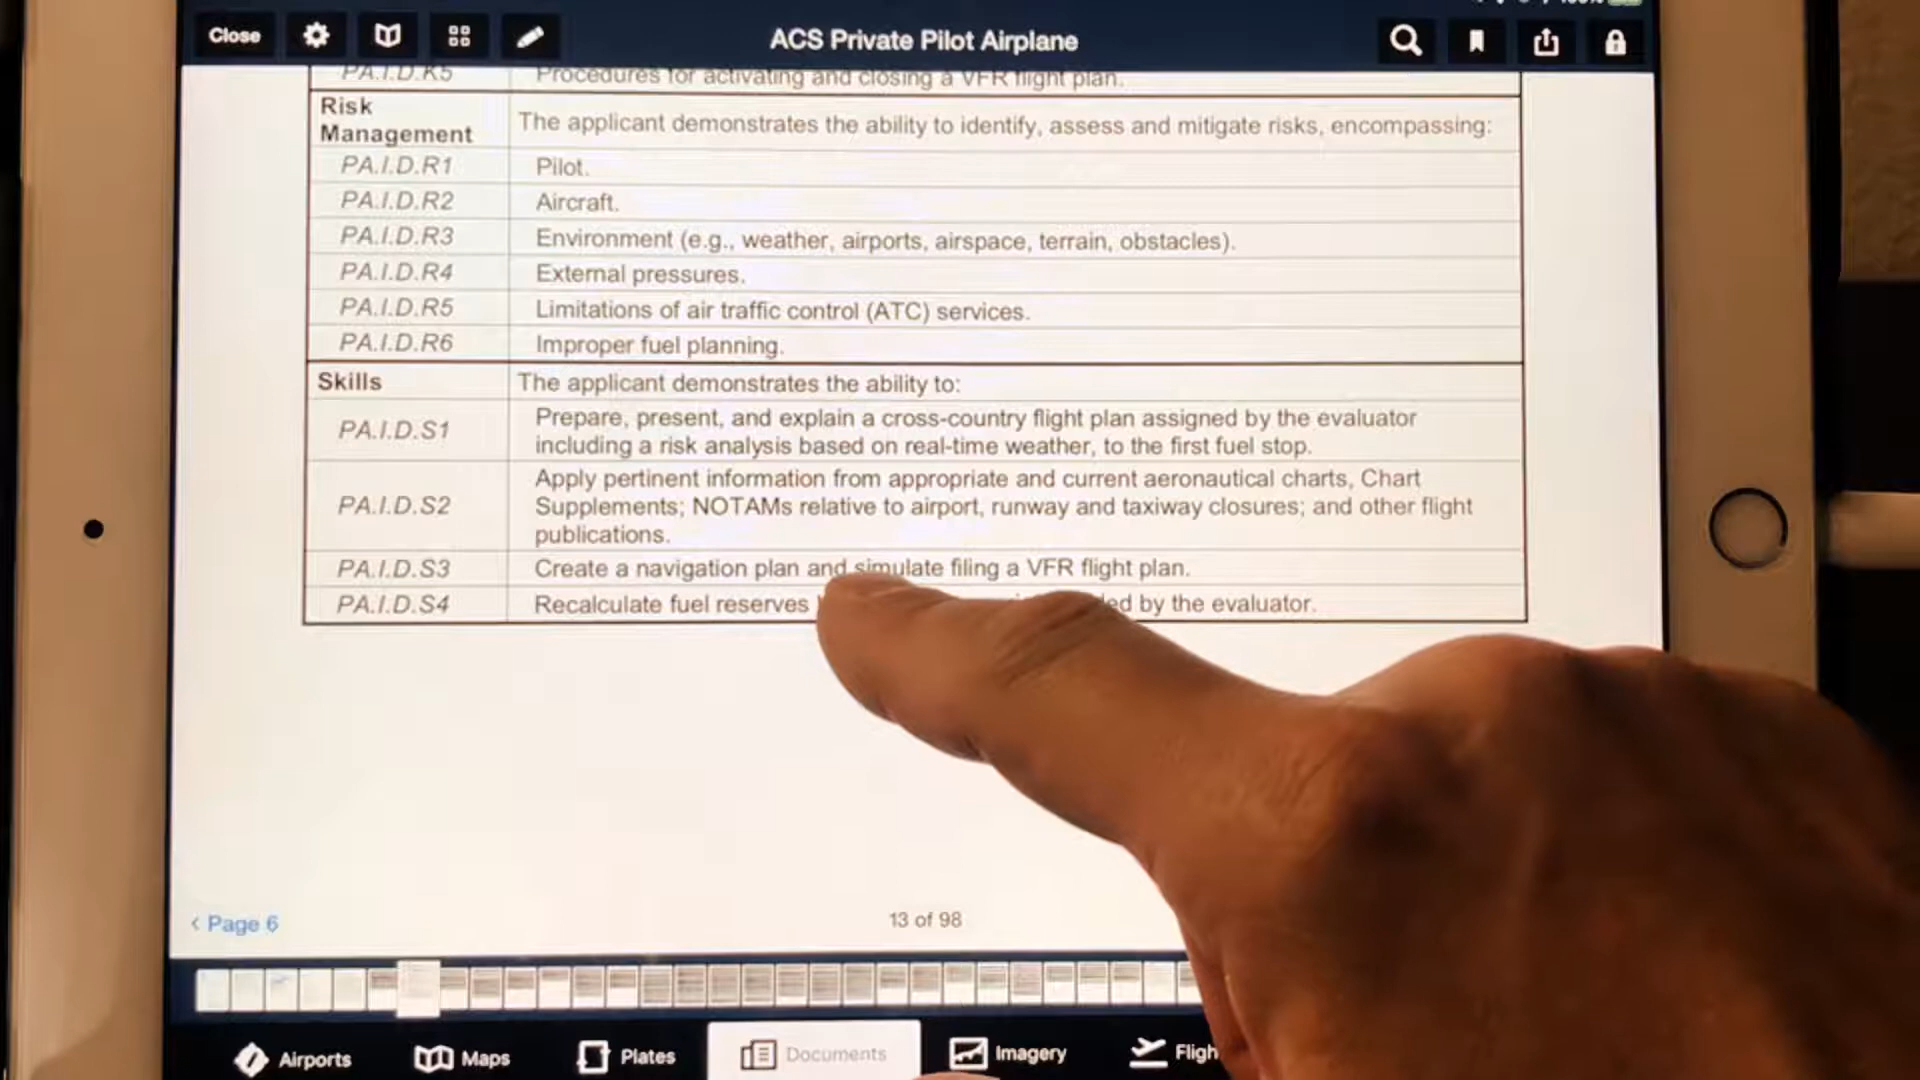 Close
ACS Private Pilot Airplane
PA.I.D.K5 Procedures for activating and closing a VFR flight plan.
Risk
Management
The applicant demonstrates the ability to identify, assess and mitigate risks, encompassing:
PA.I.D.R1 Pilot.
PA.I.D.R2 Aircraft.
PA.I.D.R3 Environment (e.g., weather, airports, airspace, terrain, obstacles).
PA.I.D.R4 External pressures.
PA.I.D.R5 Limitations of air traffic control (ATC) services.
PA.I.D.R6 Improper fuel planning.
Skills The applicant demonstrates the ability to:
PA.I.D.S1
Prepare, present, and explain a cross-country flight plan assigned by the evaluator
including a risk analysis based on real-time weather, to the first fuel stop.
PA.I.D.S2
Apply pertinent information from appropriate and current aeronautical charts, Chart
Supplements; NOTAMs relative to airport, runway and taxiway closures; and other flight
publications.
PA.I.D.S3 Create a navigation plan and simulate filing a VFR flight plan.
PA.I.D.S4 Recalculate fuel reserves by the evaluator.
< Page 6
13 of 98
Airports Maps Plates Documents Imagery